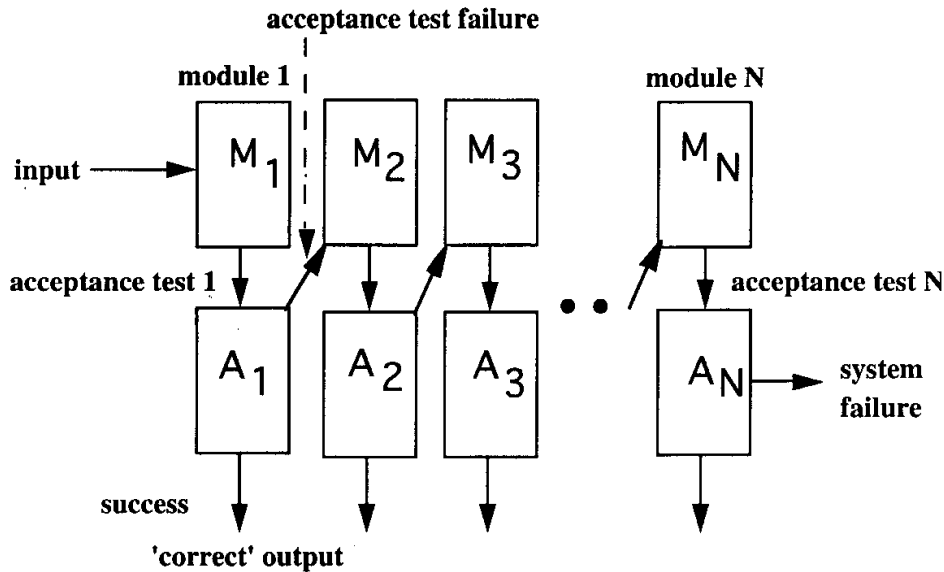 acceptance test failure
module 1
module N
M1
M2
M3
MN
input
acceptance test 1
acceptance test N
A1
A2
A3
AN
system
failure
success
'correct' output